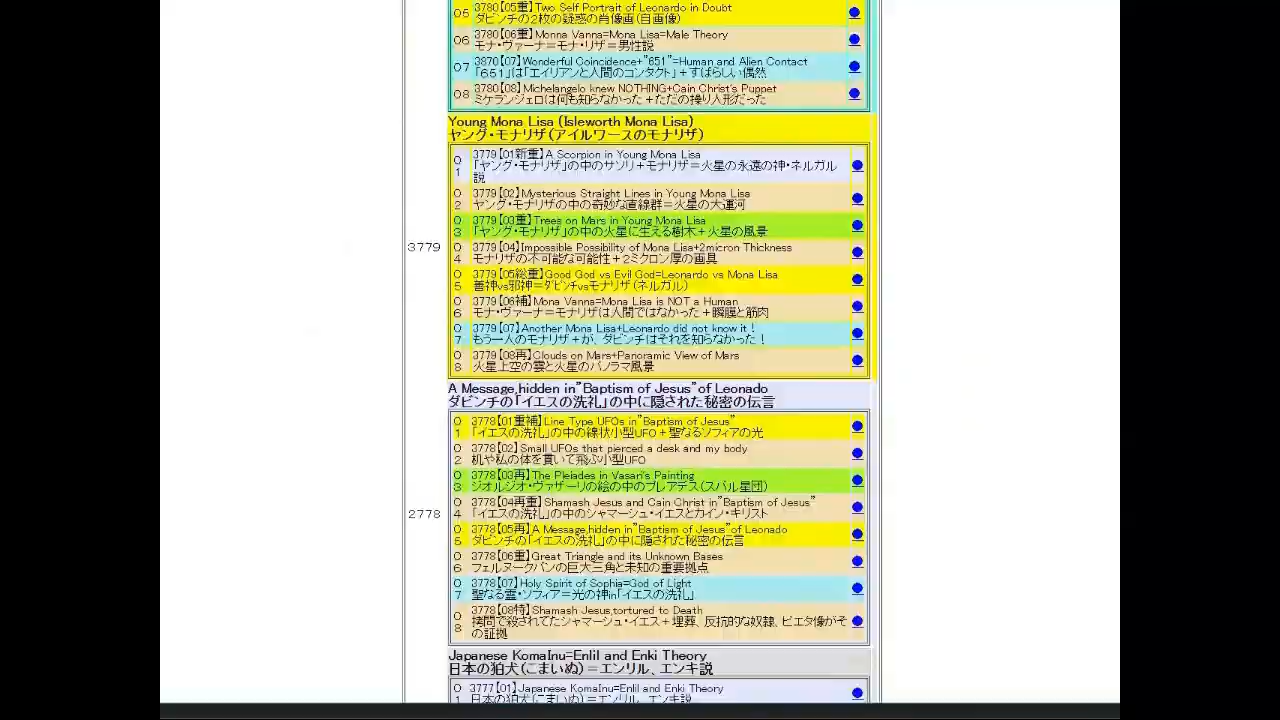 05 3780【05重】Two Self Portrait of Leonardo in Doubt
ダビンチの2枚の疑惑の肖像画(自画像)
06 3780【06重】Monna Vanna=Mona Lisa=Male Theory
モナ・ヴァーナ=モナ・リザ=男性説
07 3870【07】Wonderful Coincidence+"651"=Human and Alien Contact
「651」は「エイリアンと人間のコンタクト」+すばらしい偶然
08 3780【08】Michelangelo knew NOTHING+Cain Christ's Puppet
ミケランジェロは何も知らなかった+ただの操り人形だった
Young Mona Lisa (Isleworth Mona Lisa)
ヤング・モナリザ(アイルワースのモナリザ)
3779
01 3779【01新重】A Scorpion in Young Mona Lisa
「ヤング・モナリザ」の中のサソリ+モナリザ=火星の永遠の神・ネルガル
説
02 3779【02】Mysterious Straight Lines in Young Mona Lisa
ヤング・モナリザの中の奇妙な直線群=火星の大運河
03 3779【03重】Trees on Mars in Young Mona Lisa
「ヤング・モナリザ」の中の火星に生える樹木+火星の風景
04 3779【04】Impossible Possibility of Mona Lisa+2micron Thickness
モナリザの不可能な可能性+2ミクロン厚の画具
05 3779【05総重】Good God vs Evil God=Leonardo vs Mona Lisa
善神vs邪神=ダビンチvsモナリザ(ネルガル)
06 3779【06補】Mona Vanna=Mona Lisa is NOT a Human
モナ・ヴァーナ=モナリザは人間ではなかった+瞬膜と筋肉
07 3779【07】Another Mona Lisa+Leonardo did not know it!
もう一人のモナリザ+が、ダビンチはそれを知らなかった!
08 3779【08再】Clouds on Mars+Panoramic View of Mars
火星上空の雲と火星のパノラマ風景
A Message,hidden in"Baptism of Jesus"of Leonado
ダビンチの「イエスの洗礼」の中に隠された秘密の伝言
2778
01 3778【01重補】Line Type UFOs in"Baptism of Jesus"
「イエスの洗礼」の中の線状小型UFO+聖なるソフィアの光
02 3778【02】Small UFOs that pierced a desk and my body
机や私の体を貫いて飛ぶ小型UFO
03 3778【03再】The Pleiades in Vasari's Painting
ジオルジオ・ヴァザーリの絵の中のプレアデス(スバル星団)
04 3778【04再重】Shamash Jesus and Cain Christ in"Baptism of Jesus"
「イエスの洗礼」の中のシャマーシュ・イエスとカイン・キリスト
05 3778【05再】A Message,hidden in"Baptism of Jesus"of Leonado
ダビンチの「イエスの洗礼」の中に隠された秘密の伝言
06 3778【06重】Great Triangle and its Unknown Bases
フェルヌークバンの巨大三角と未知の重要拠点
07 3778【07】Holy Spirit of Sophia=God of Light
聖なる霊・ソフィア=光の神in「イエスの洗礼」
08 3778【08特】Shamash Jesus,tortured to Death
拷問で殺されてたシャマーシュ・イエス+埋葬、反抗的な奴隷、ピエタ像がそ
の証拠
Japanese KomaInu=Enlil and Enki Theory
日本の狛犬(こまいぬ)=エンリル、エンキ説
01 3777【01】Japanese KomaInu=Enlil and Enki Theory
日本の狛犬(こまいぬ)=エンリル、エンキ説